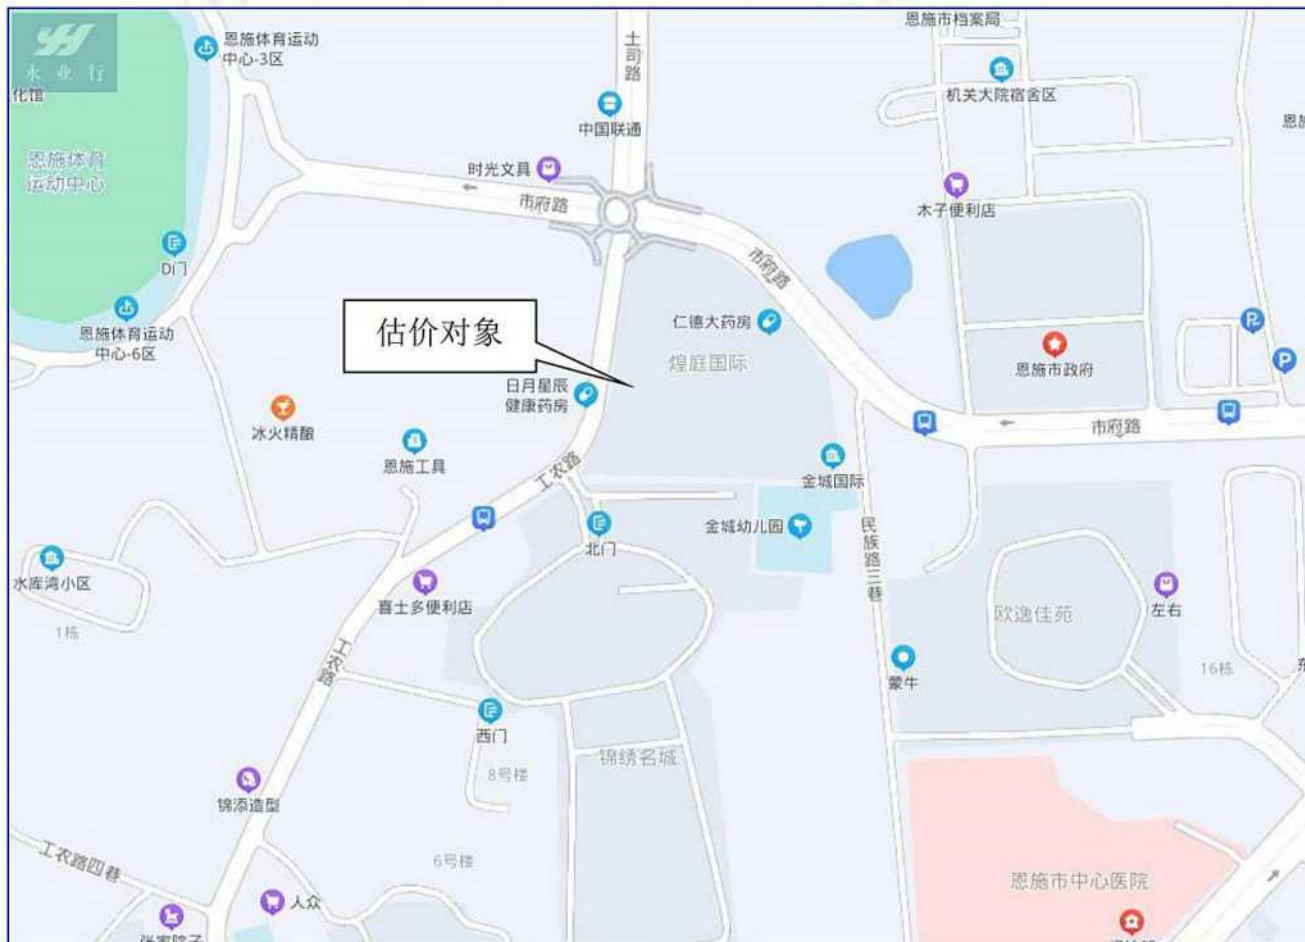 恩施体育运动
中心-3区
永业行
化馆
恩施体育
运动中心
D门
恩施体育运动
中心-6区
土司路
中国联通
时光文具
市府路
恩施市档案局
机关大院宿舍区
恩施
木子便利店
市府路
估价对象
仁德大药房
煌庭国际
恩施市政府
日月星辰
健康药房
市府路
冰火精酿
恩施工具
工农路
金城国际
金城幼儿园
北门
民族路三巷
水库湾小区
1栋
喜士多便利店
欧逸佳苑
左右
工农路
蒙牛
16栋
东
西门
锦绣名城
8号楼
锦添造型
工农路四巷
6号楼
恩施市中心医院
人众
张家院子